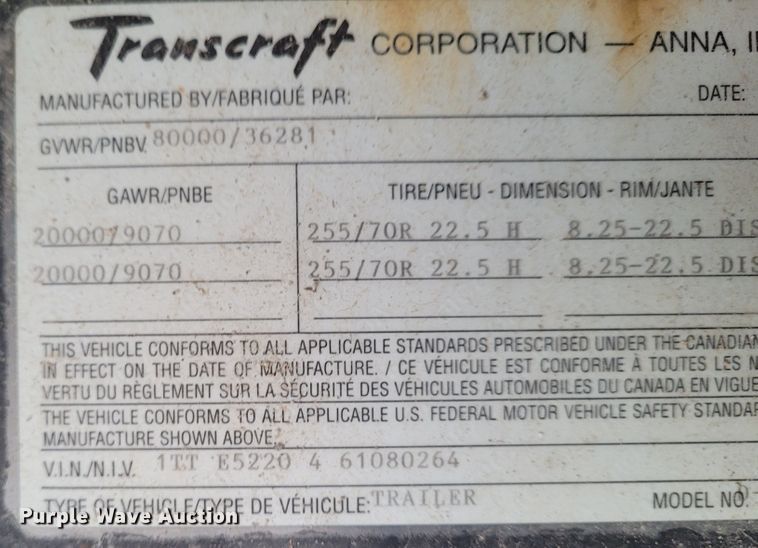 Transcraft CORPORATION — ANNA,
MANUFACTURED BY/FABRIQUÉ PAR: DATE:
GVWR/PNBV 80000/36281
GAWR/PNBE TIRE/PNEU - DIMENSION - RIM/JANTE
20000/9070 255/70R 22.5 H 8.25-22.5 DIS
20000/9070 255/70R 22.5 H 8.25-22.5 DIS
THIS VEHICLE CONFORMS TO ALL APPLICABLE STANDARDS PRESCRIBED UNDER THE CANADIAN
IN EFFECT ON THE DATE OF MANUFACTURE. / CE VÉHICULE EST CONFORME À TOUTES LES N
VERTU DU RÈGLEMENT SUR LA SÉCURITÉ DES VÉHICULES AUTOMOBILES DU CANADA EN VIGUE
THE VEHICLE CONFORMS TO ALL APPLICABLE U.S. FEDERAL MOTOR VEHICLE SAFETY STANDAR
MANUFACTURE SHOWN ABOVE.
V.I.N./N.I.V. 1TT E5220 4 61080264
TYPE OF VEHICLE/TYPE DE VÉHICULE: TRAILER MODEL NO.
Purple Wave Auction